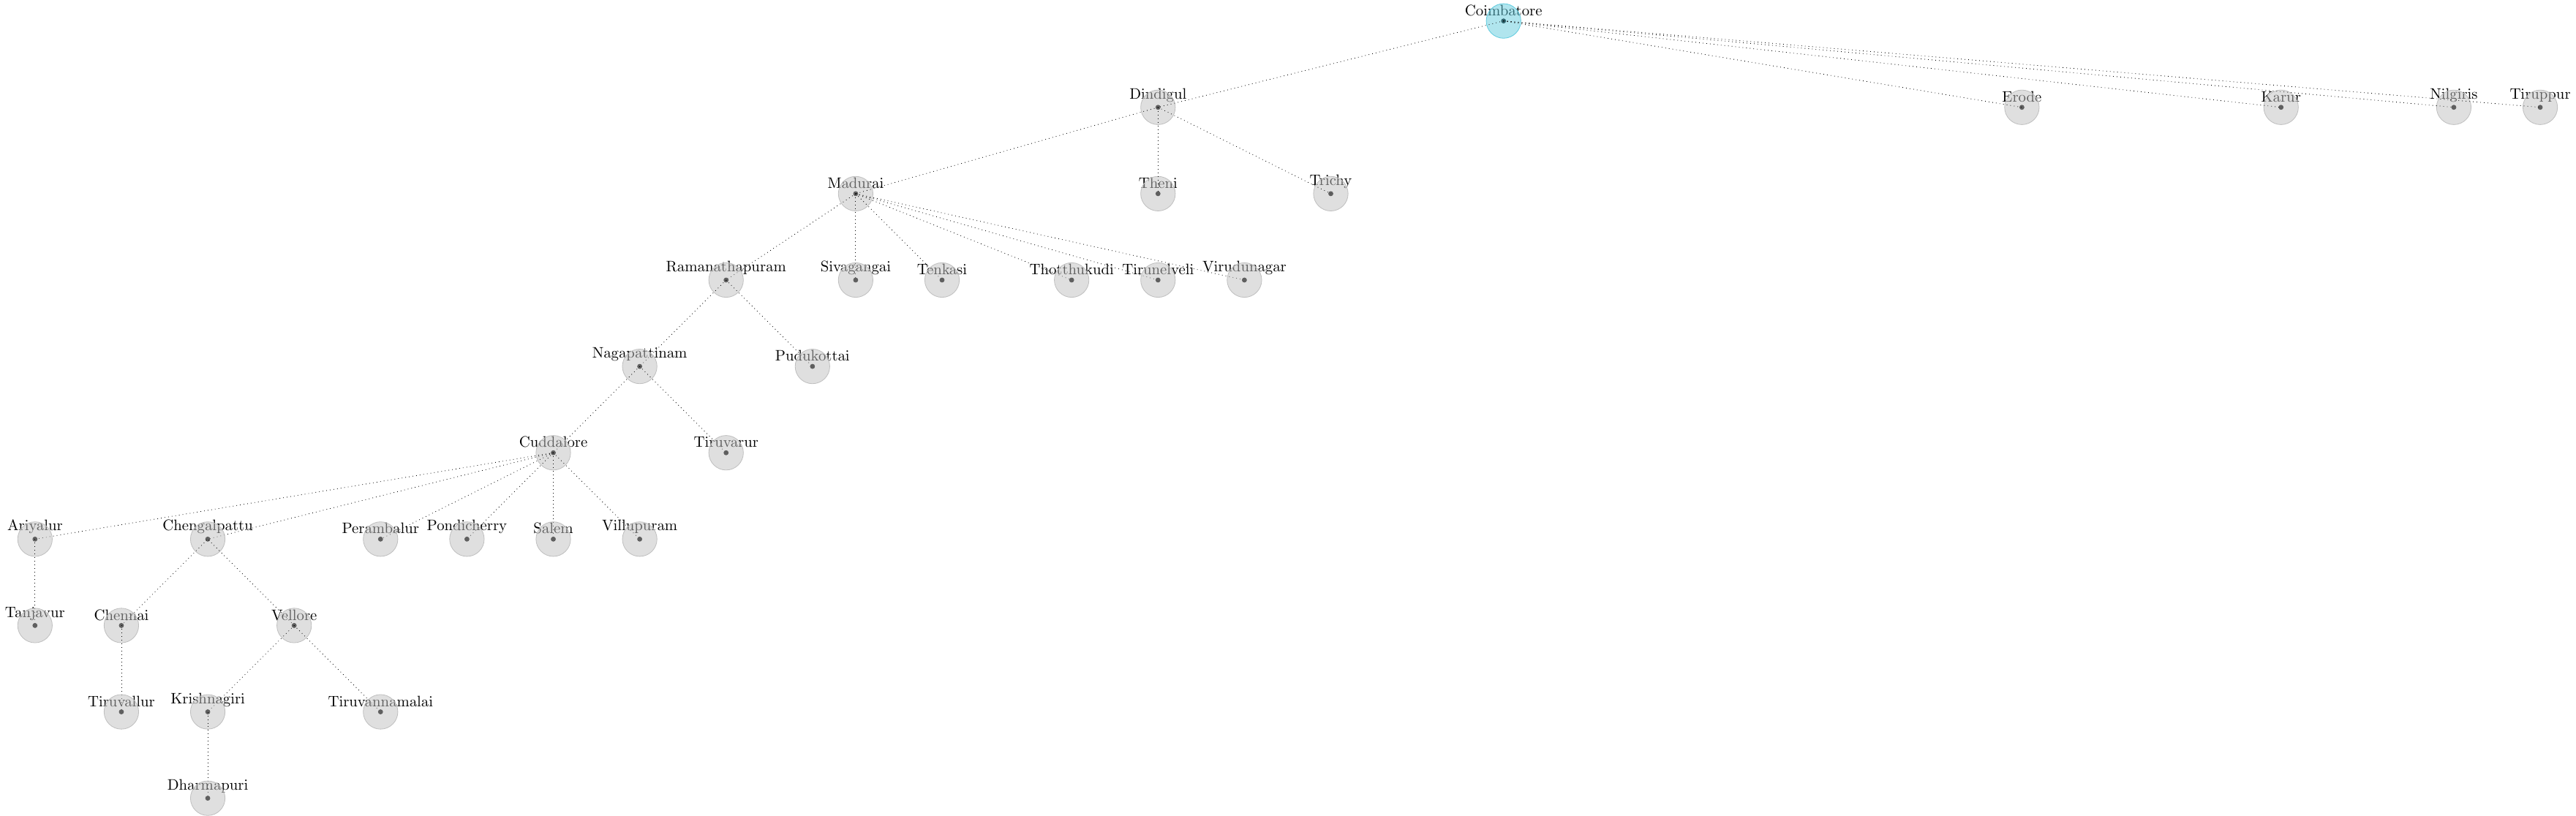 Coimbatore
Dindigul
Erode
Karur
Nilgiris
Tiruppur
Madurai
Theni
Trichy
Ramanathapuram
Sivagangai
Tenkasi
Thotthukudi
Tirunelveli
Virudunagar
Nagapattinam
Pudukottai
Cuddalore
Tiruvarur
Ariyalur
Chengalpattu
Perambalur
Pondicherry
Salem
Villupuram
Tanjavur
Chennai
Vellore
Tiruvallur
Krishnagiri
Tiruvannamalai
Dharmapuri